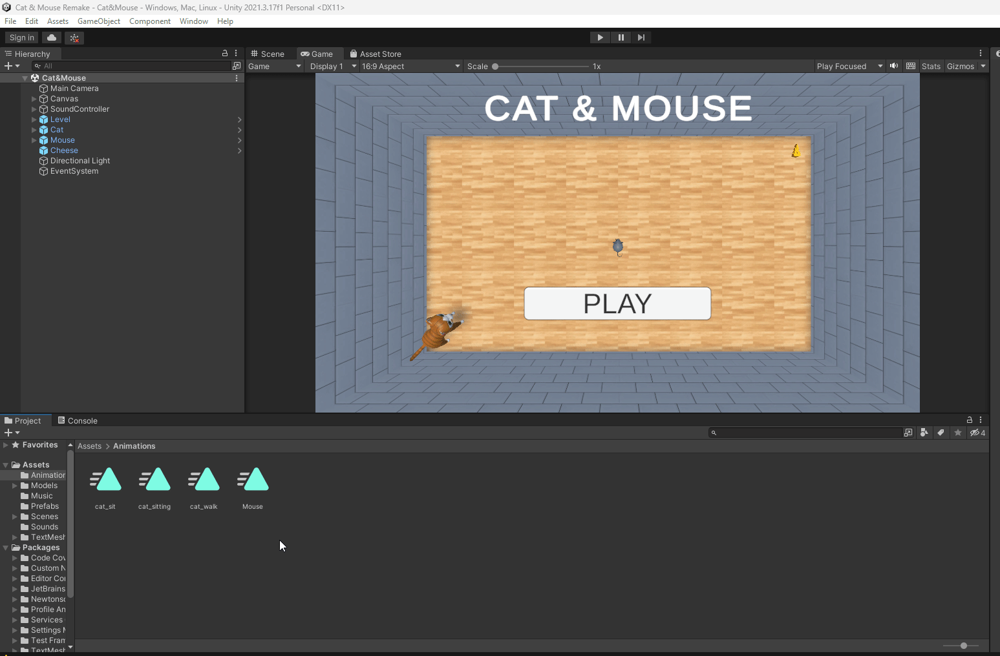 Cat & Mouse Remake - Cat&Mouse - Windows, Mac, Linux - Unity 2021.3.17f1 Personal <DX11>
File Edit Assets GameObject Component Window Help
Sign in
Hierarchy
All
Cat&Mouse
Main Camera
Canvas
SoundController
Level
Cat
Mouse
Cheese
Directional Light
EventSystem
Scene Game Asset Store
Game Display 1 16:9 Aspect Scale 1x Play Focused Stats Gizmos
CAT & MOUSE
PLAY
Project Console
4
Favorites
Assets
Animation
Models
Music
Prefabs
Scenes
Sounds
TextMesh
Packages
Code Cov
Custom N
Editor Cor
JetBrains
Newtonso
Profile An
Services
Settings M
Test Fram
TextMesh
Assets > Animations
cat_sit cat_sitting cat_walk Mouse